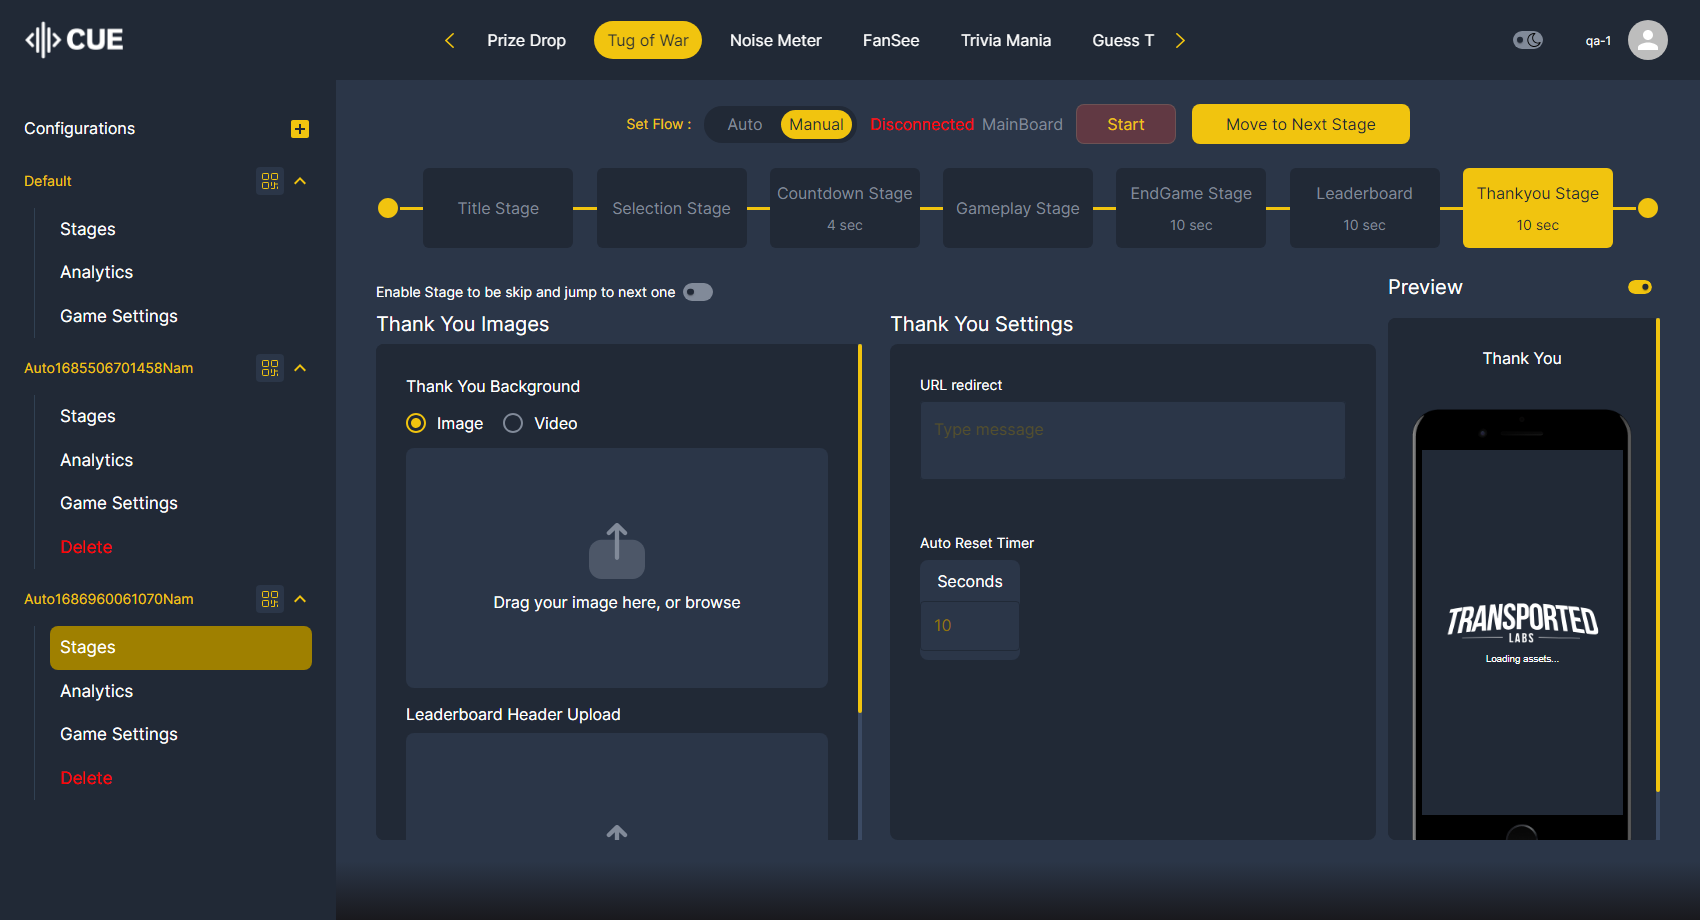 CUE
Prize Drop
Tug of War
Noise Meter
FanSee
Trivia Mania
Guess T
qa-1
Configurations
Default
Stages
Analytics
Game Settings
Auto1685506701458Nam
Stages
Analytics
Game Settings
Delete
Auto1686960061070Nam
Stages
Analytics
Game Settings
Delete
Set Flow :
Auto
Manual
Disconnected MainBoard
Start
Move to Next Stage
Title Stage
Selection Stage
Countdown Stage
4 sec
Gameplay Stage
EndGame Stage
10 sec
Leaderboard
10 sec
Thankyou Stage
10 sec
Enable Stage to be skip and jump to next one
Thank You Images
Thank You Background
Image
Video
Drag your image here, or browse
Leaderboard Header Upload
Thank You Settings
URL redirect
Type message
Auto Reset Timer
Seconds
10
Preview
Thank You
TRANSPORTED
LABS
Loading assets...